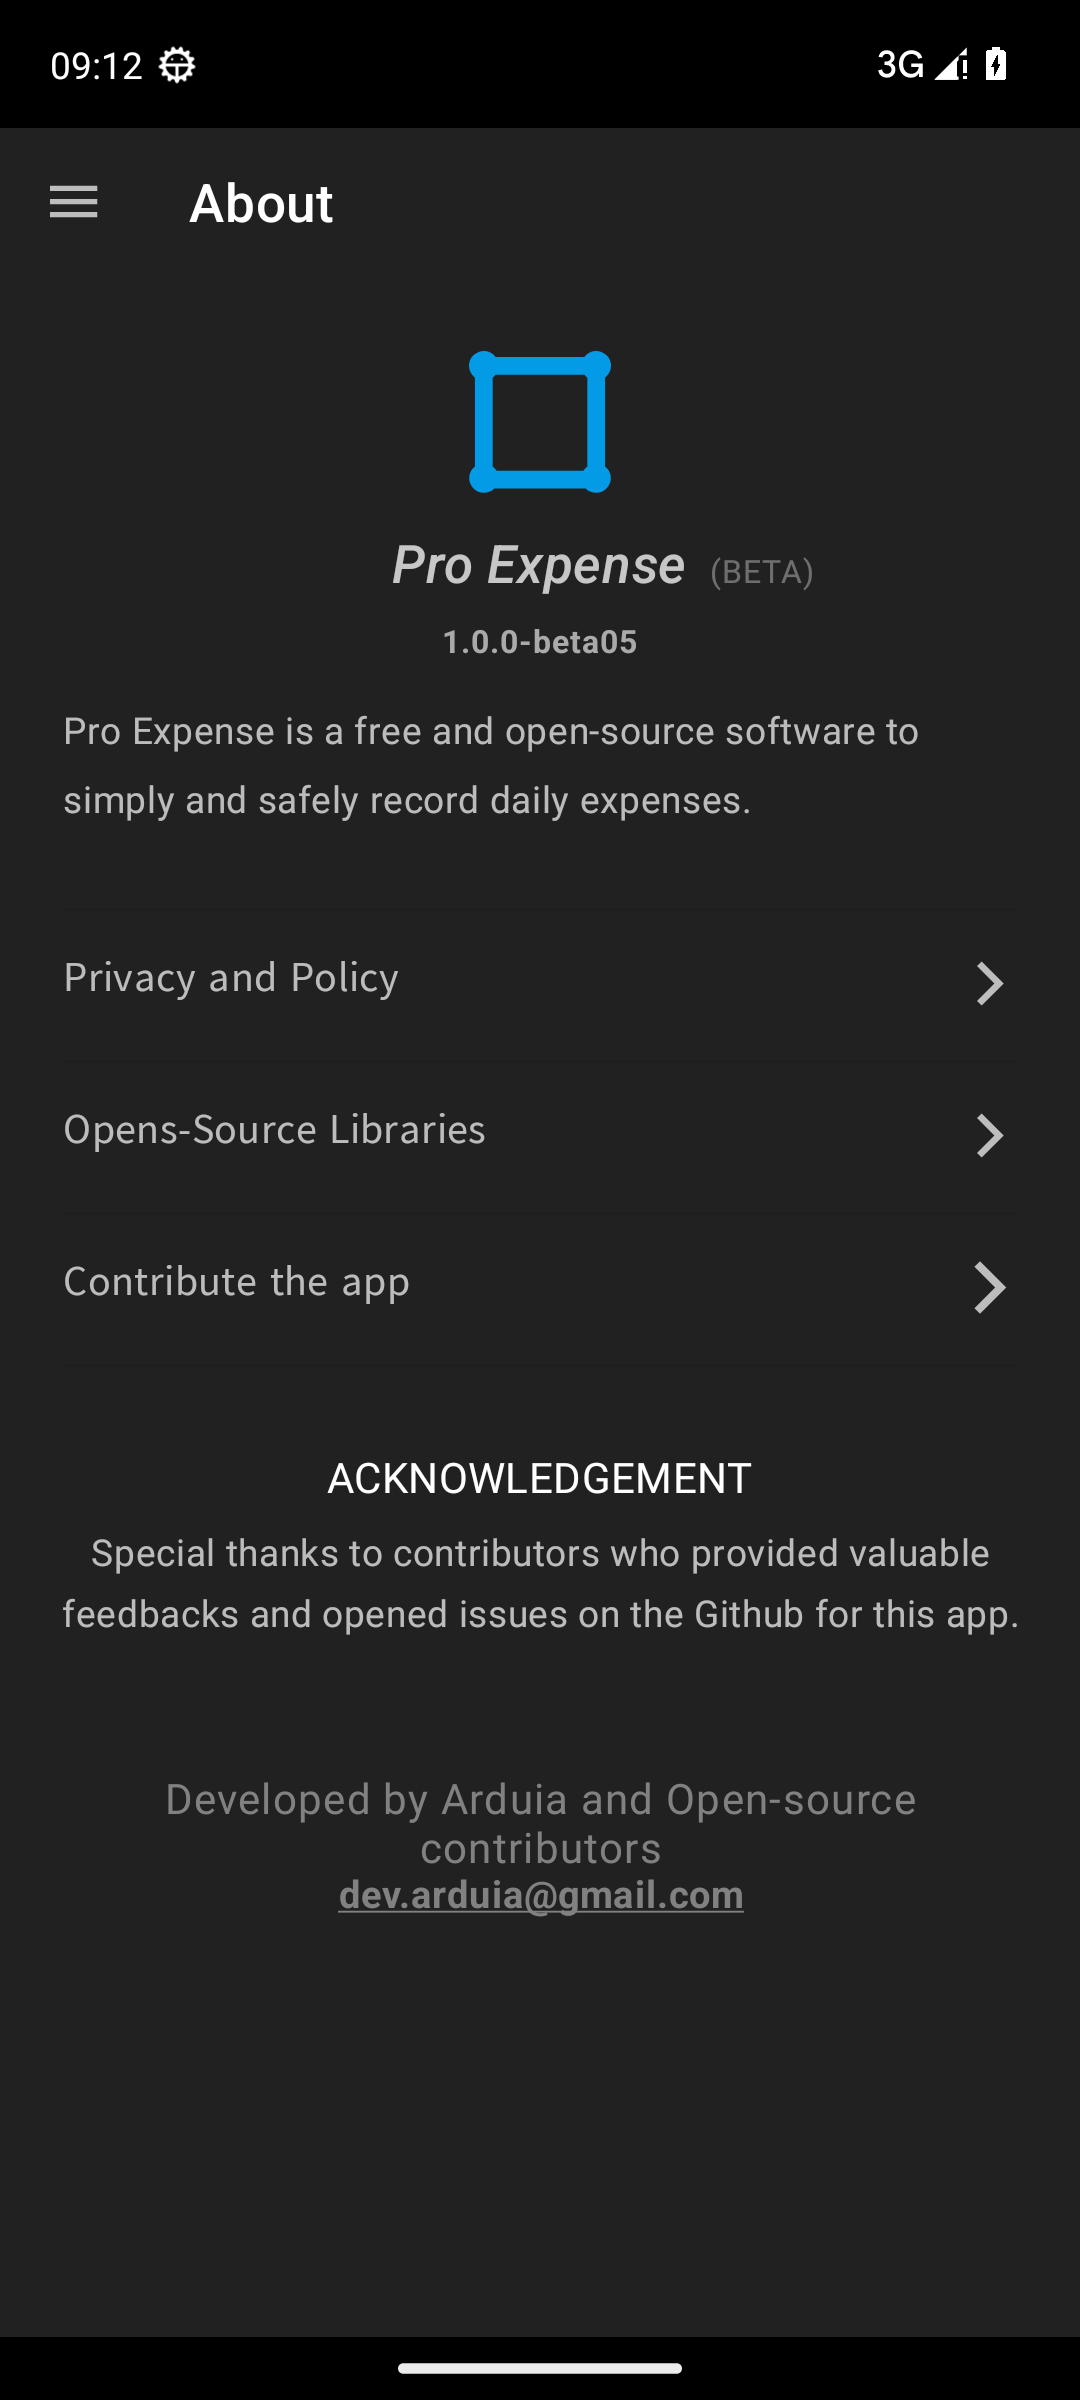 09:12
3G
About
Pro Expense (BETA)
1.0.0-beta05
Pro Expense is a free and open-source software to
simply and safely record daily expenses.
Privacy and Policy
Opens-Source Libraries
Contribute the app
ACKNOWLEDGEMENT
Special thanks to contributors who provided valuable
feedbacks and opened issues on the Github for this app.
Developed by Arduia and Open-source
contributors
dev.arduia@gmail.com